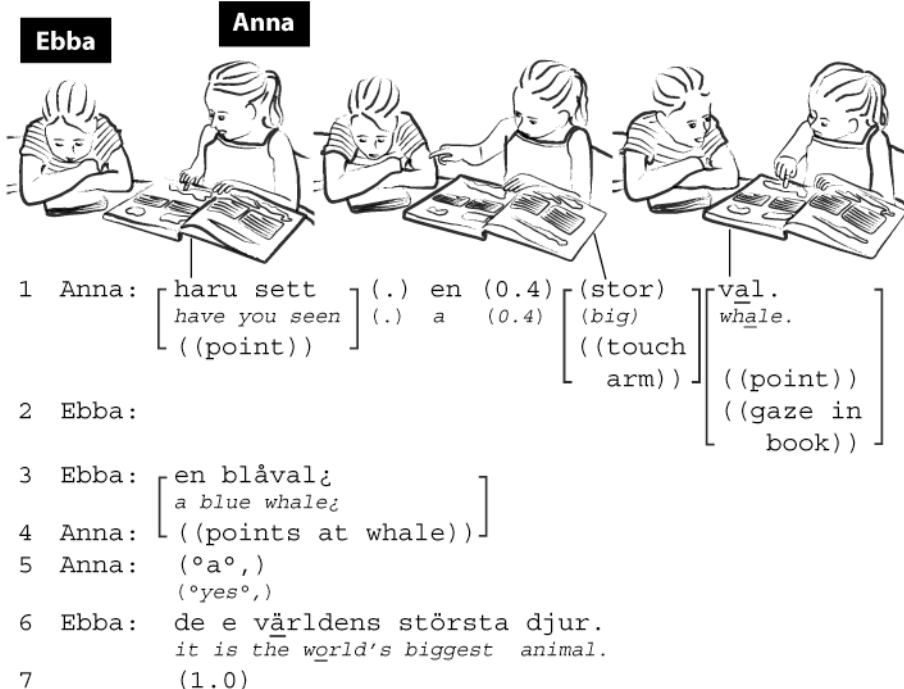 Ebba
Anna
1 Anna: haru sett (.) en (0.4) (stor) val.
have you seen (.) a (0.4) (big) whale.
((point)) ((touch
arm)) ((point))
2 Ebba: ((gaze in
book))
3 Ebba: en blåval¿
a blue whale¿
4 Anna: ((points at whale))
5 Anna: (°a°,)
(°yes°,)
6 Ebba: de e världens största djur.
it is the world's biggest animal.
7 (1.0)